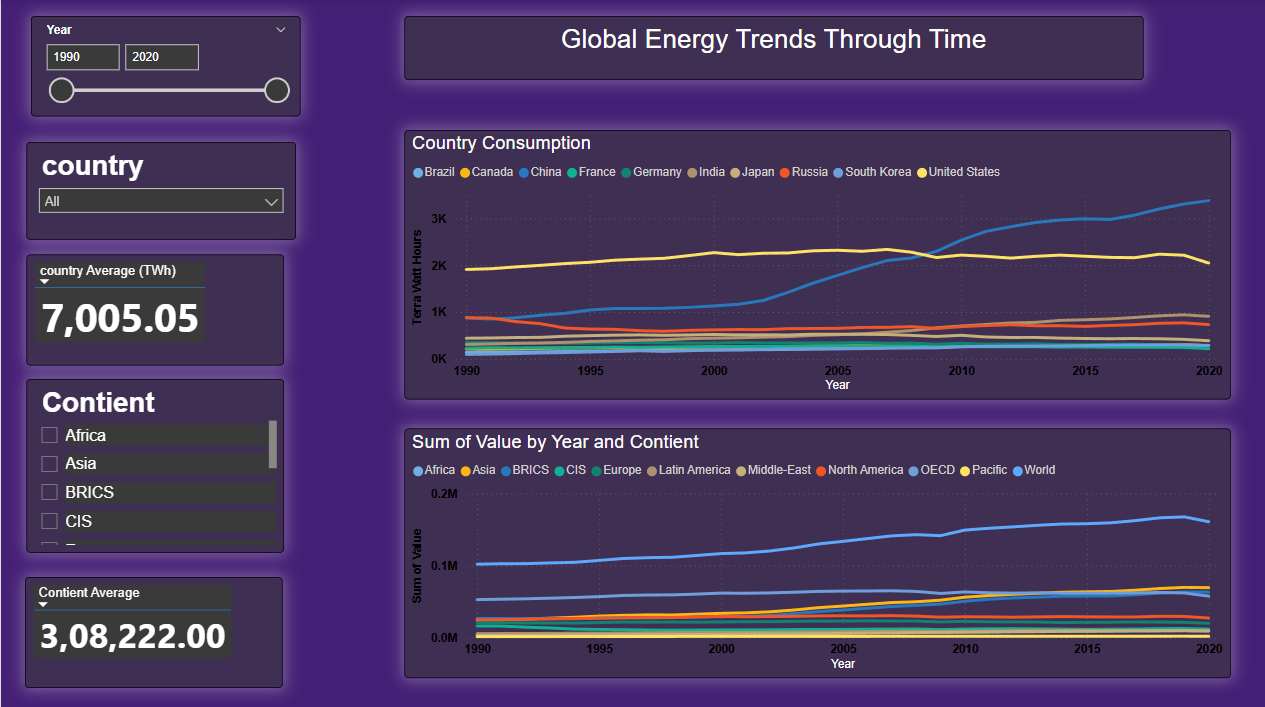 Year
1990 2020
country
All
country Average (TWh)
7,005.05
Contient
Africa
Asia
BRICS
CIS
Contient Average
3,08,222.00
Global Energy Trends Through Time
Country Consumption
Brazil Canada China France Germany India Japan Russia South Korea United States
Terra Watt Hours
3K
2K
1K
0K
1990 1995 2000 2005 2010 2015 2020
Year
Sum of Value by Year and Contient
Africa Asia BRICS CIS Europe Latin America Middle-East North America OECD Pacific World
Sum of Value
0.2M
0.1M
0.0M
1990 1995 2000 2005 2010 2015 2020
Year